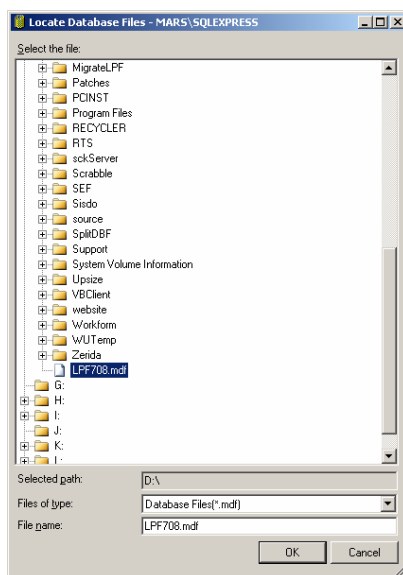 Locate Database Files - MARS\SQLEXPRESS
Select the file:
MigrateLPF
Patches
PCINST
Program Files
RECYCLER
RTS
sckServer
Scrabble
SEF
Sisdo
source
SplitDBF
Support
System Volume Information
Upsize
VBClient
website
Workform
WUTemp
Zerida
LPF708.mdf
G:
H:
I:
J:
K:
L:
Selected path: D:\
Files of type: Database Files(*.mdf)
File name: LPF708.mdf
OK Cancel